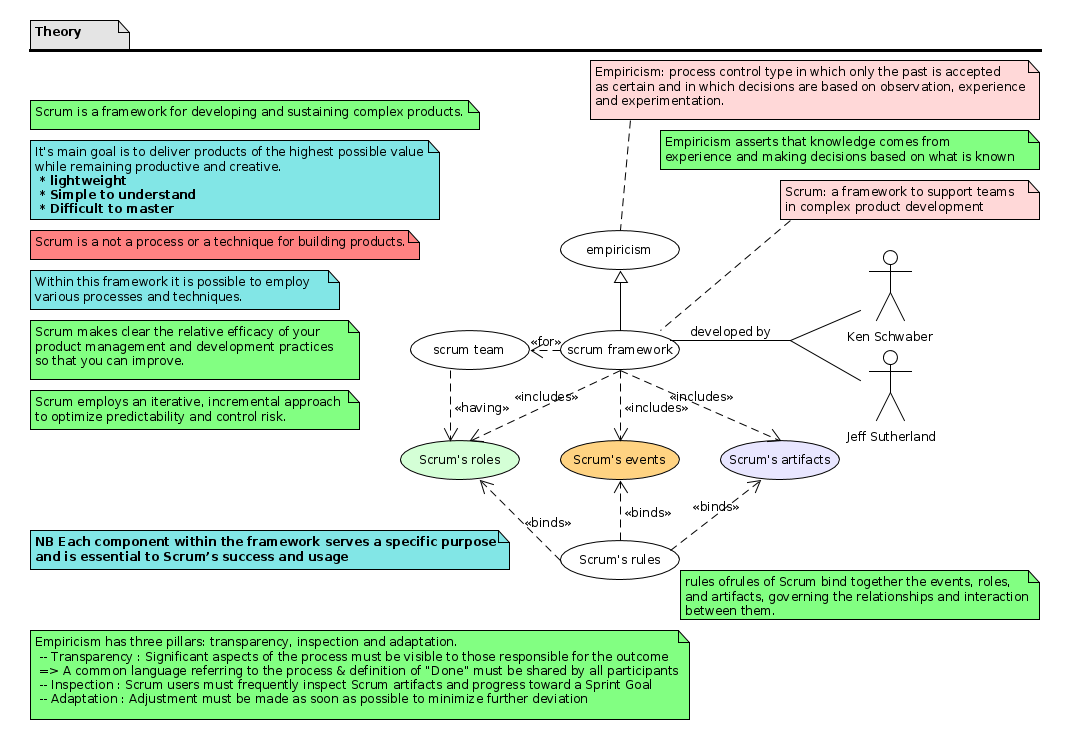 Theory
Empiricism: process control type in which only the past is accepted
as certain and in which decisions are based on observation, experience
and experimentation.
Scrum is a framework for developing and sustaining complex products.
Empiricism asserts that knowledge comes from
experience and making decisions based on what is known
It's main goal is to deliver products of the highest possible value
while remaining productive and creative.
* lightweight
* Simple to understand
* Difficult to master
Scrum: a framework to support teams
in complex product development
Scrum is a not a process or a technique for building products.
empiricism
Within this framework it is possible to employ
various processes and techniques.
Scrum makes clear the relative efficacy of your
product management and development practices
so that you can improve.
scrum team
«for»
scrum framework
developed by
Ken Schwaber
Jeff Sutherland
Scrum employs an iterative, incremental approach
to optimize predictability and control risk.
«having»
«includes»
«includes»
«includes»
Scrum's roles
Scrum's events
Scrum's artifacts
«binds»
«binds»
«binds»
NB Each component within the framework serves a specific purpose
and is essential to Scrum’s success and usage
Scrum's rules
rules ofrules of Scrum bind together the events, roles,
and artifacts, governing the relationships and interaction
between them.
Empiricism has three pillars: transparency, inspection and adaptation.
-- Transparency : Significant aspects of the process must be visible to those responsible for the outcome
=> A common language referring to the process & definition of "Done" must be shared by all participants
-- Inspection : Scrum users must frequently inspect Scrum artifacts and progress toward a Sprint Goal
-- Adaptation : Adjustment must be made as soon as possible to minimize further deviation